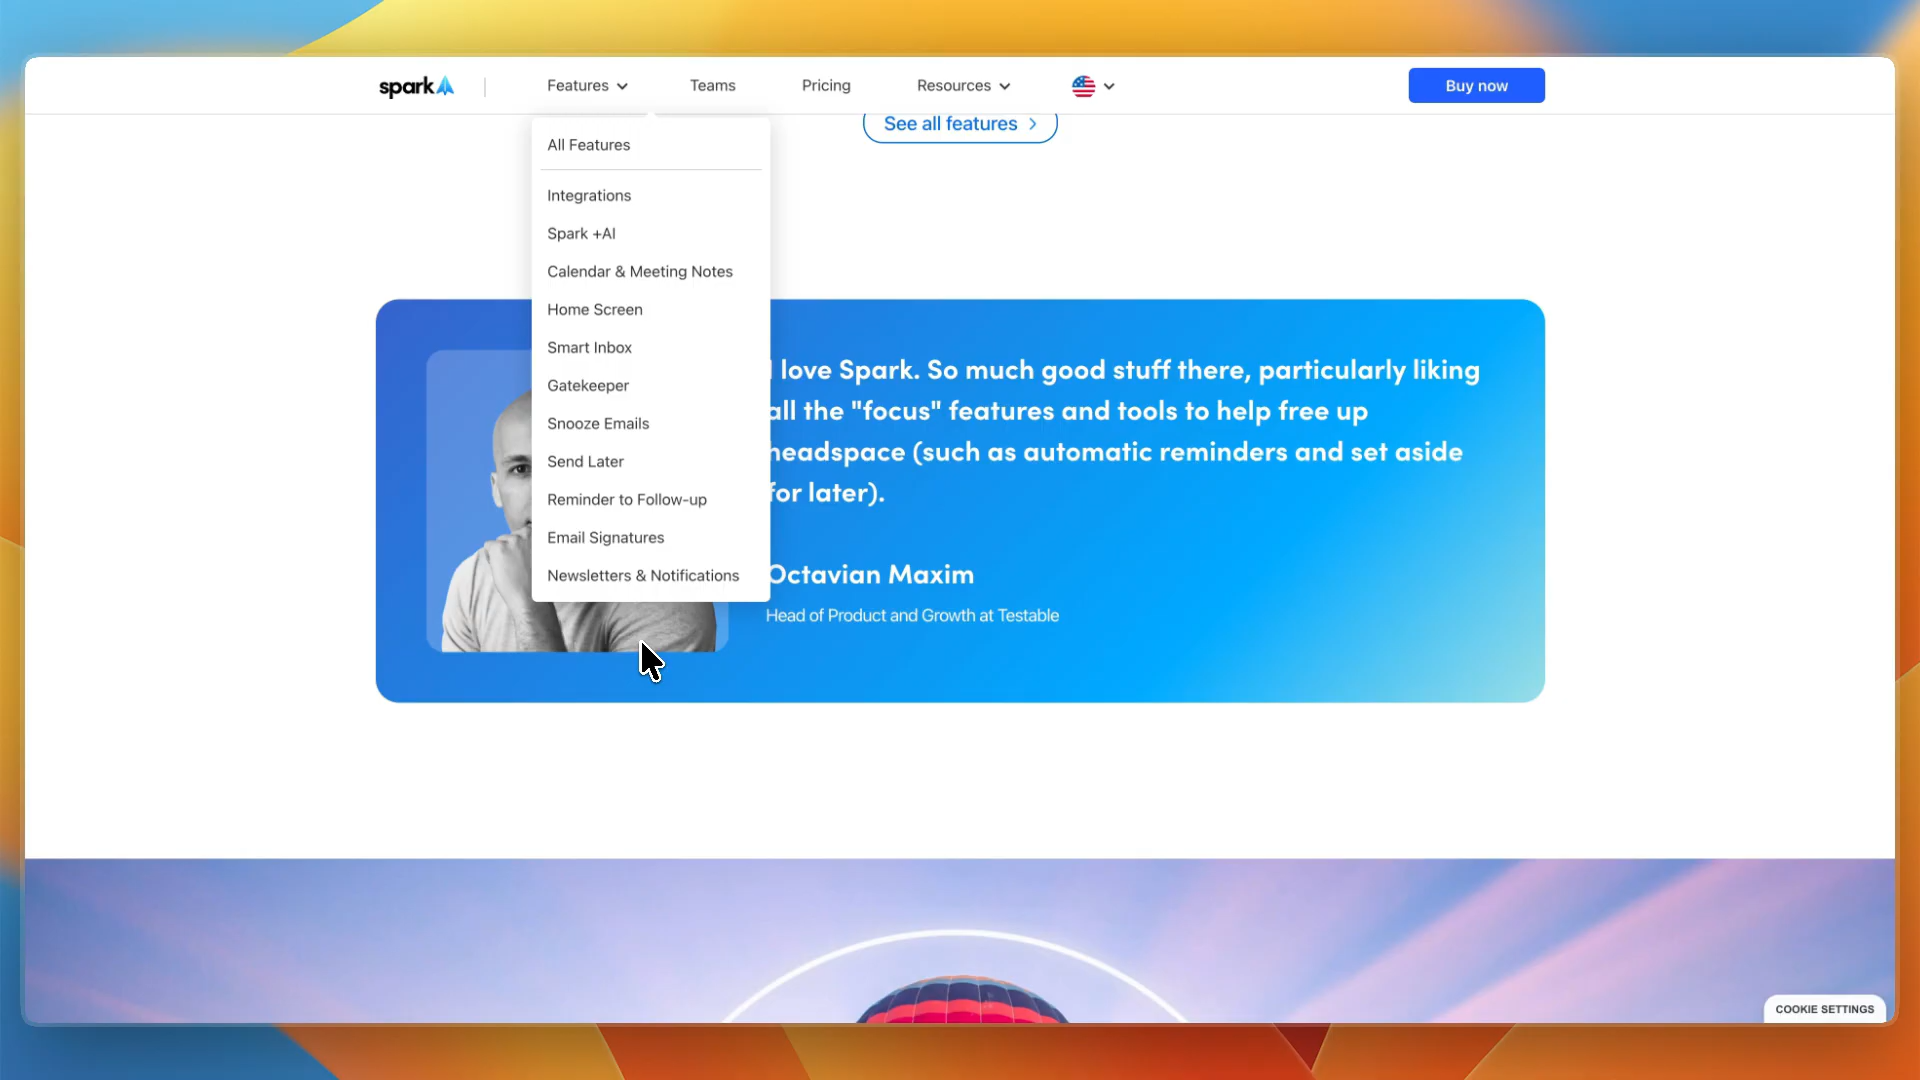 spark
Features
Teams
Pricing
Resources
Buy now
See all features
All Features
Integrations
Spark +AI
Calendar & Meeting Notes
Home Screen
Smart Inbox
Gatekeeper
Snooze Emails
Send Later
Reminder to Follow-up
Email Signatures
Newsletters & Notifications
I love Spark. So much good stuff there, particularly liking
all the "focus" features and tools to help free up
headspace (such as automatic reminders and set aside
for later).
Octavian Maxim
Head of Product and Growth at Testable
COOKIE SETTINGS